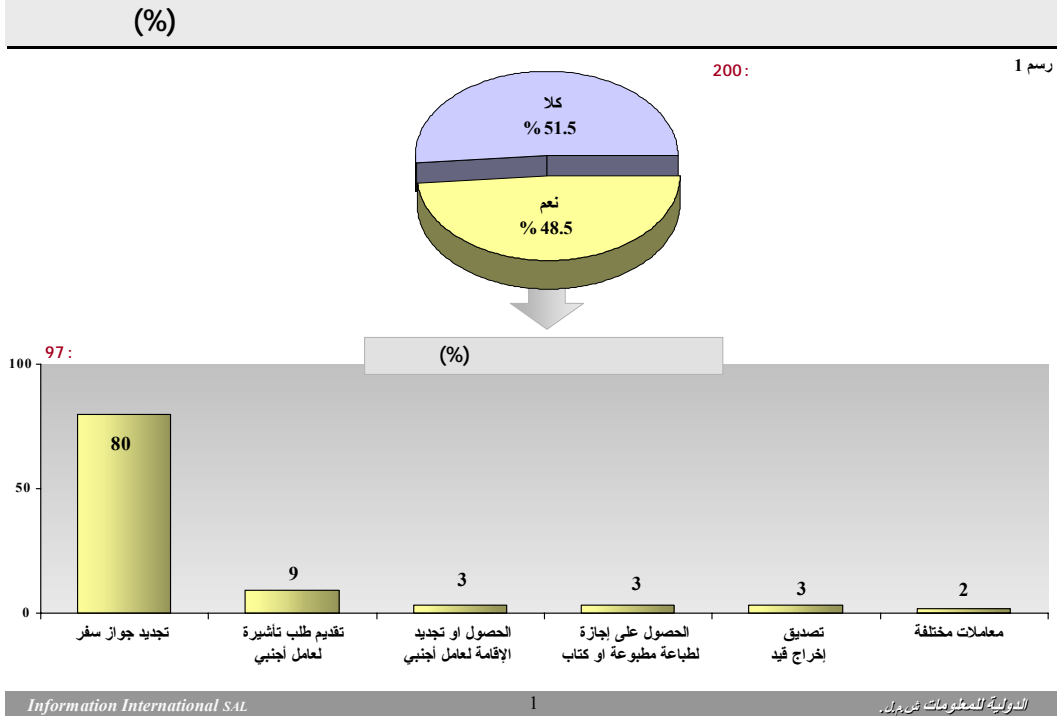 (%)
رسم 1
200 :
كلا
% 51.5
نعم
% 48.5
(%)
97 :
100
50
0
80
9
3
3
3
2
تجديد جواز سفر
تقديم طلب تأشيرة
لعامل أجنبي
الحصول او تجديد
الإقامة لعامل أجنبي
الحصول على إجازة
لطباعة مطبوعة او كتاب
تصديق
إخراج قيد
معاملات مختلفة
Information International SAL
1
الدولية للمعلومات ش.م.ل.